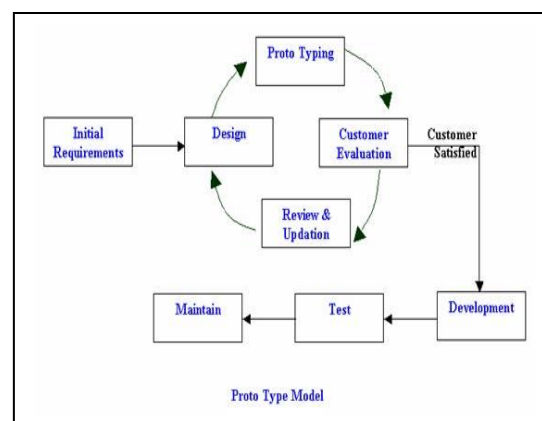 Proto Typing
Initial
Requirements
Design
Customer
Evaluation
Customer
Satisfied
Review &
Updation
Maintain
Test
Development
Proto Type Model